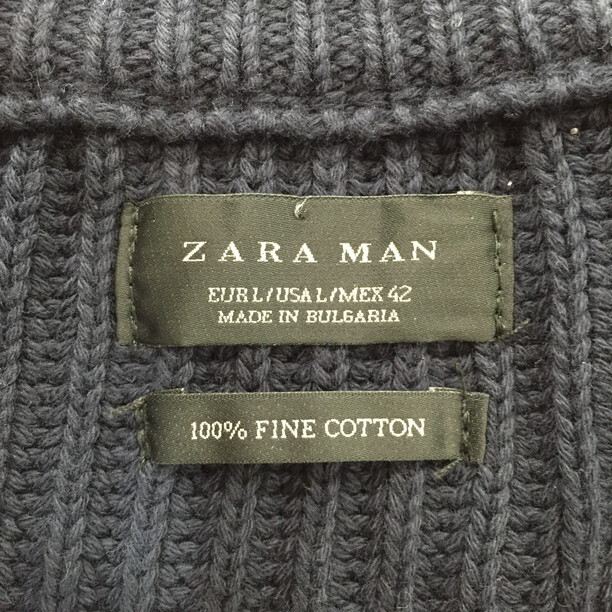 ZARA MAN
EUR L/USA L/MEX 42
MADE IN BULGARIA
100% FINE COTTON